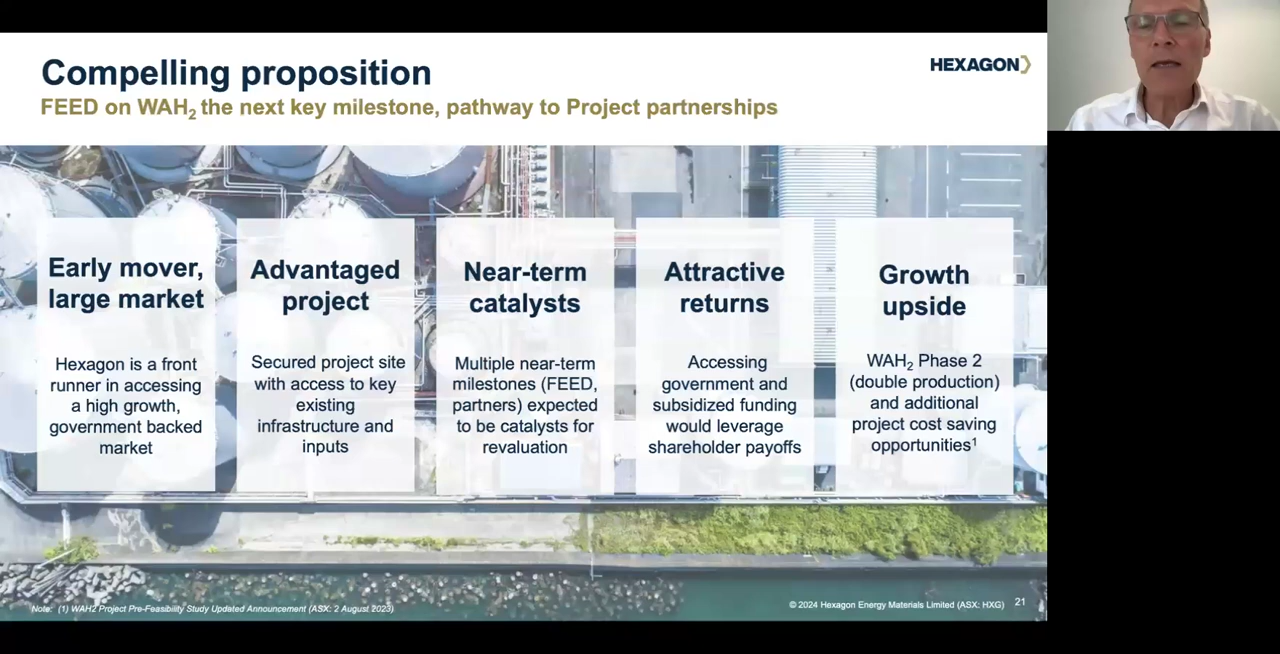 Compelling proposition
HEXAGON
FEED on WAH₂ the next key milestone, pathway to Project partnerships
Early mover,
large market
Hexagon is a front
runner in accessing
a high growth,
government backed
market
Advantaged
project
Secured project site
with access to key
existing
infrastructure and
inputs
Near-term
catalysts
Multiple near-term
milestones (FEED,
partners) expected
to be catalysts for
revaluation
Attractive
returns
Accessing
government and
subsidized funding
would leverage
shareholder payoffs
Growth
upside
WAH₂ Phase 2
(double production)
and additional
project cost saving
opportunities¹
Note: (1) WAH2 Project Pre-Feasibility Study Updated Announcement (ASX: 2 August 2023)
© 2024 Hexagon Energy Materials Limited (ASX: HXG) 21